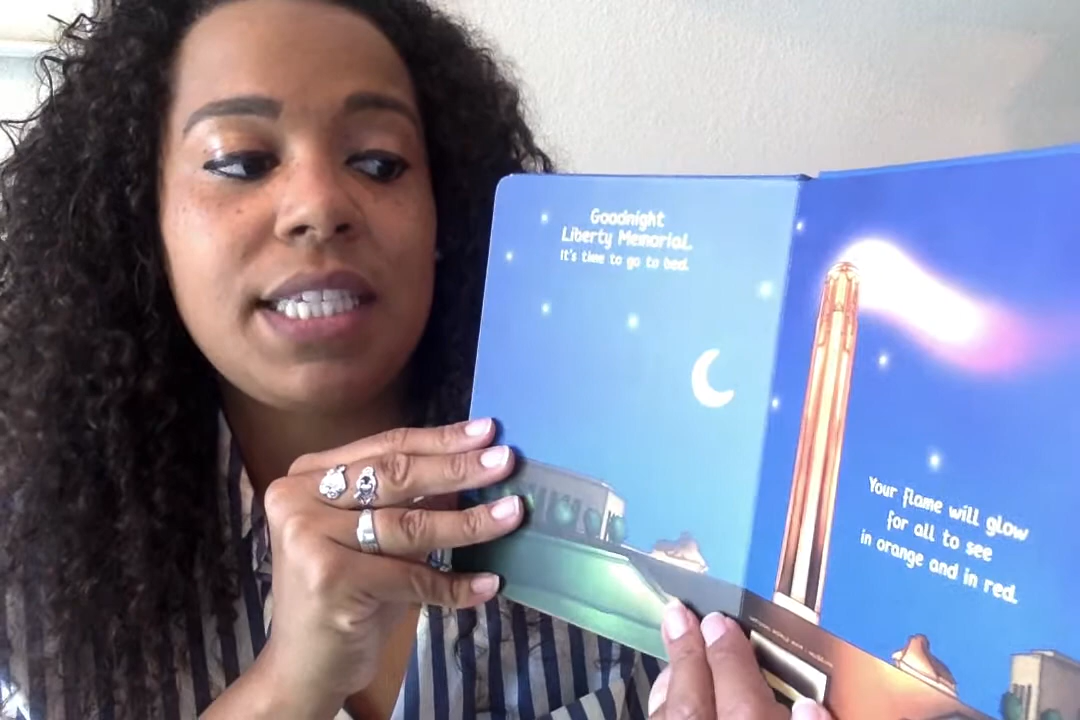 Goodnight
Liberty Memorial.
It's time to go to bed.
Your flame will glow
for all to see
in orange and in red.